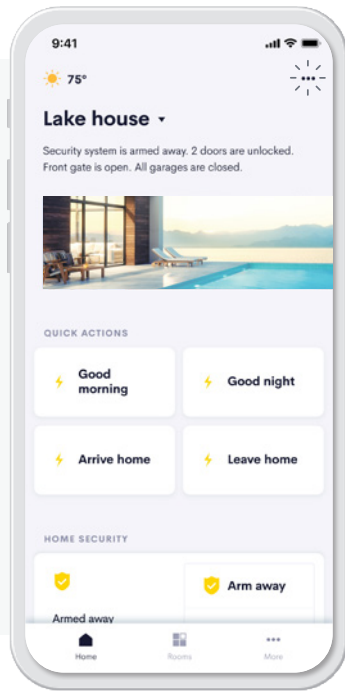 9:41
75°
Lake house
Security system is armed away. 2 doors are unlocked.
Front gate is open. All garages are closed.
QUICK ACTIONS
Good
morning
Good night
Arrive home
Leave home
HOME SECURITY
Arm away
Armed away
Home
Rooms
More